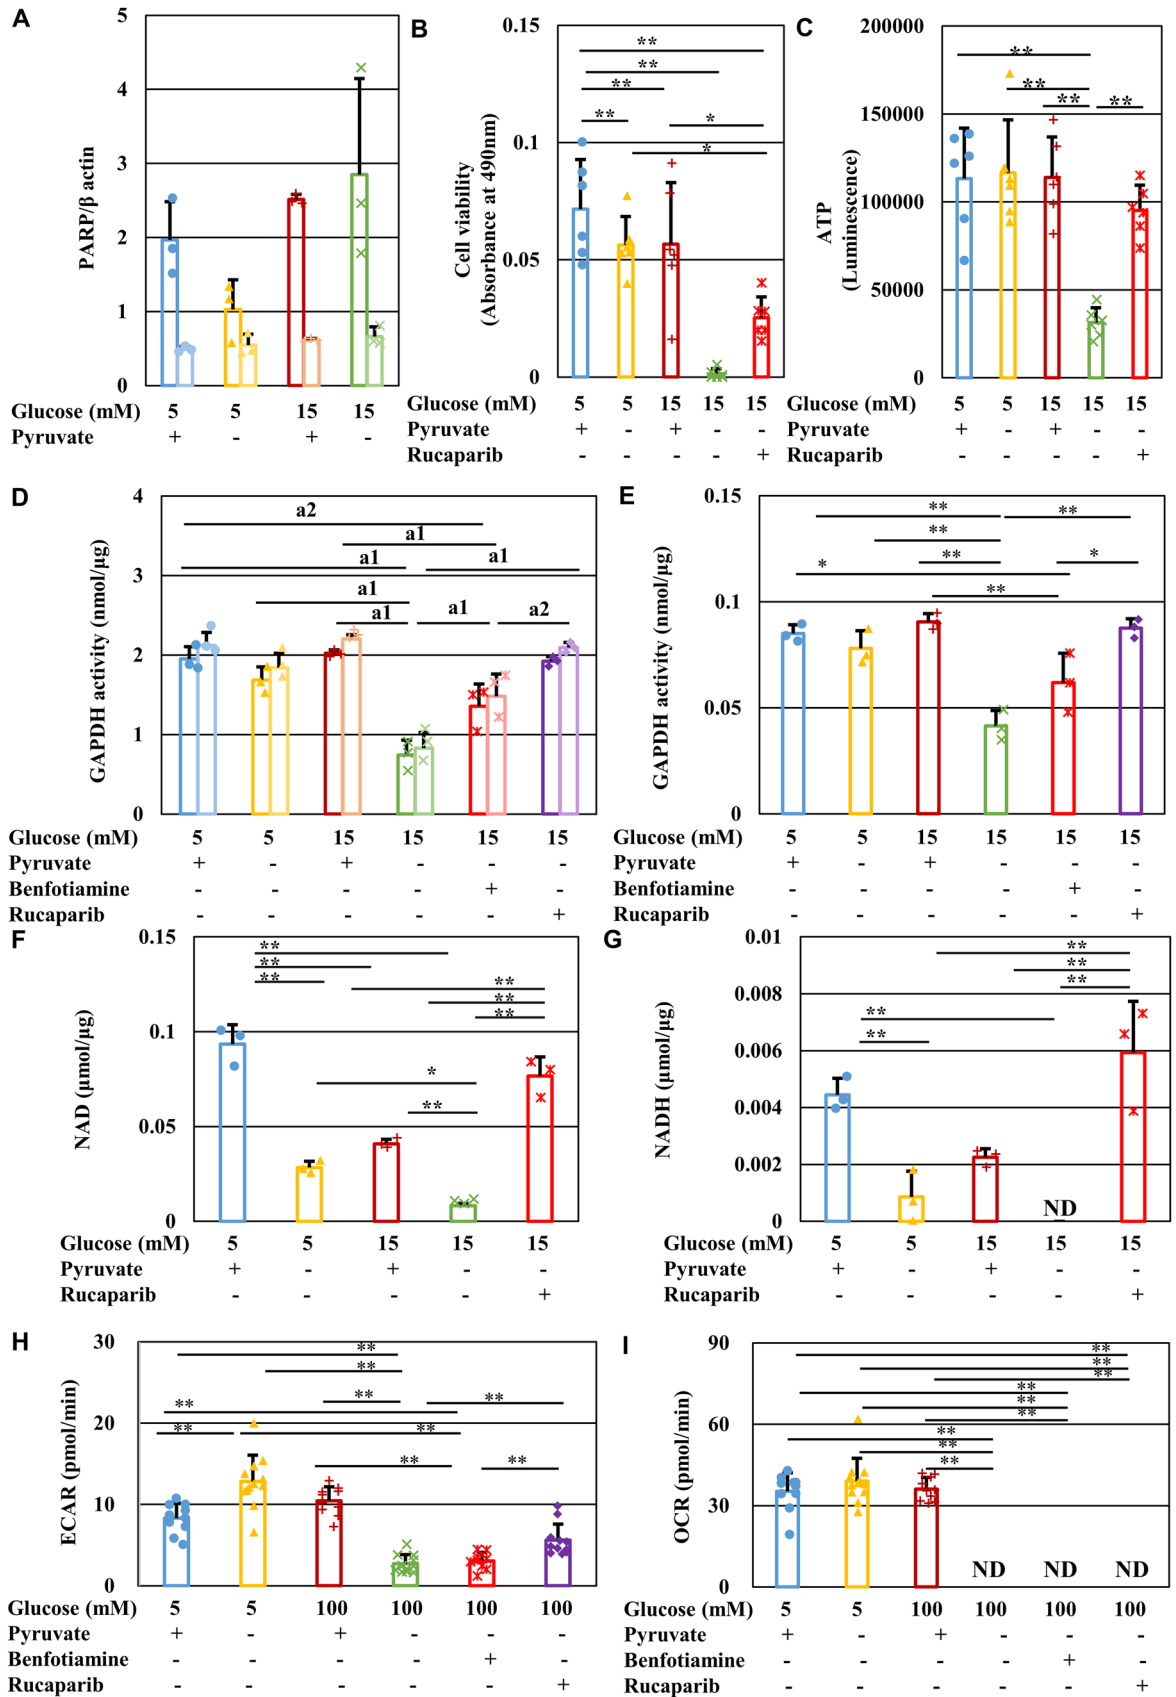 A
PARP/β actin
5
4
3
2
1
0
Glucose (mM) 5 5 15 15
Pyruvate + - + -
B
Cell viability
(Absorbance at 490nm)
0.15
0.1
0.05
0
**
**
**
**
*
*
Glucose (mM) 5 5 15 15 15
Pyruvate + - + - -
Rucaparib - - - - +
C
ATP
(Luminescence)
200000
150000
100000
50000
0
**
**
**
**
Glucose (mM) 5 5 15 15 15
Pyruvate + - + - -
Rucaparib - - - - +
D
GAPDH activity (nmol/µg)
4
3
2
1
0
a2
a1
a1
a1
a1
a1
a1
a2
Glucose (mM) 5 5 15 15 15 15
Pyruvate + - + - - -
Benfotiamine - - - - + -
Rucaparib - - - - - +
E
GAPDH activity (nmol/µg)
0.15
0.1
0.05
0
**
**
**
**
*
*
**
Glucose (mM) 5 5 15 15 15 15
Pyruvate + - + - - -
Benfotiamine - - - - + -
Rucaparib - - - - - +
F
NAD (µmol/µg)
0.15
0.1
0.05
0
**
**
**
**
**
**
*
**
Glucose (mM) 5 5 15 15 15
Pyruvate + - + - -
Rucaparib - - - - +
G
NADH (µmol/µg)
0.01
0.008
0.006
0.004
0.002
0
**
**
**
**
**
ND
Glucose (mM) 5 5 15 15 15
Pyruvate + - + - -
Rucaparib - - - - +
H
ECAR (pmol/min)
30
20
10
0
**
**
**
**
**
**
**
**
**
Glucose (mM) 5 5 100 100 100 100
Pyruvate + - + - - -
Benfotiamine - - - - + -
Rucaparib - - - - - +
I
OCR (pmol/min)
90
60
30
0
**
**
**
**
**
**
**
**
**
ND ND ND
Glucose (mM) 5 5 100 100 100 100
Pyruvate + - + - - -
Benfotiamine - - - - + -
Rucaparib - - - - - +